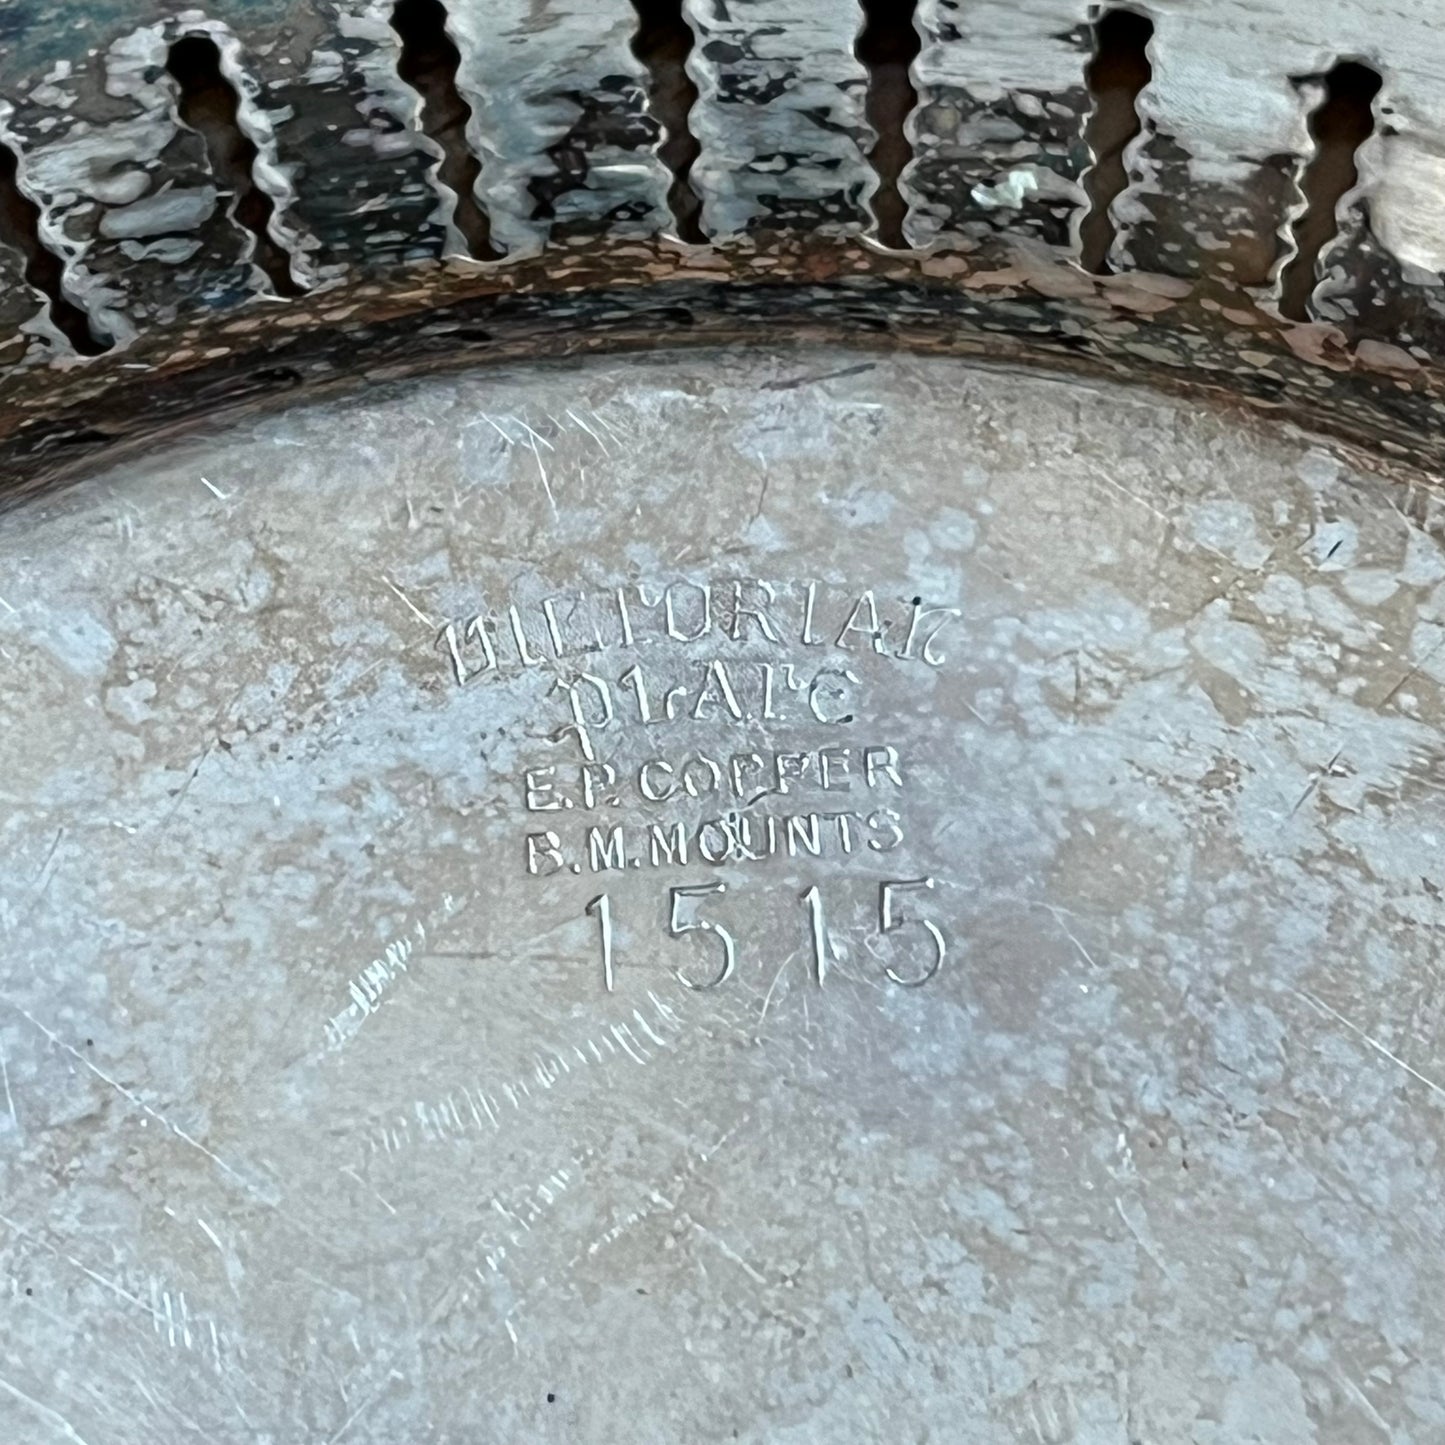 VICTORIAN
PLATE
E.P. COPPER
B.M. MOUNTS
1515